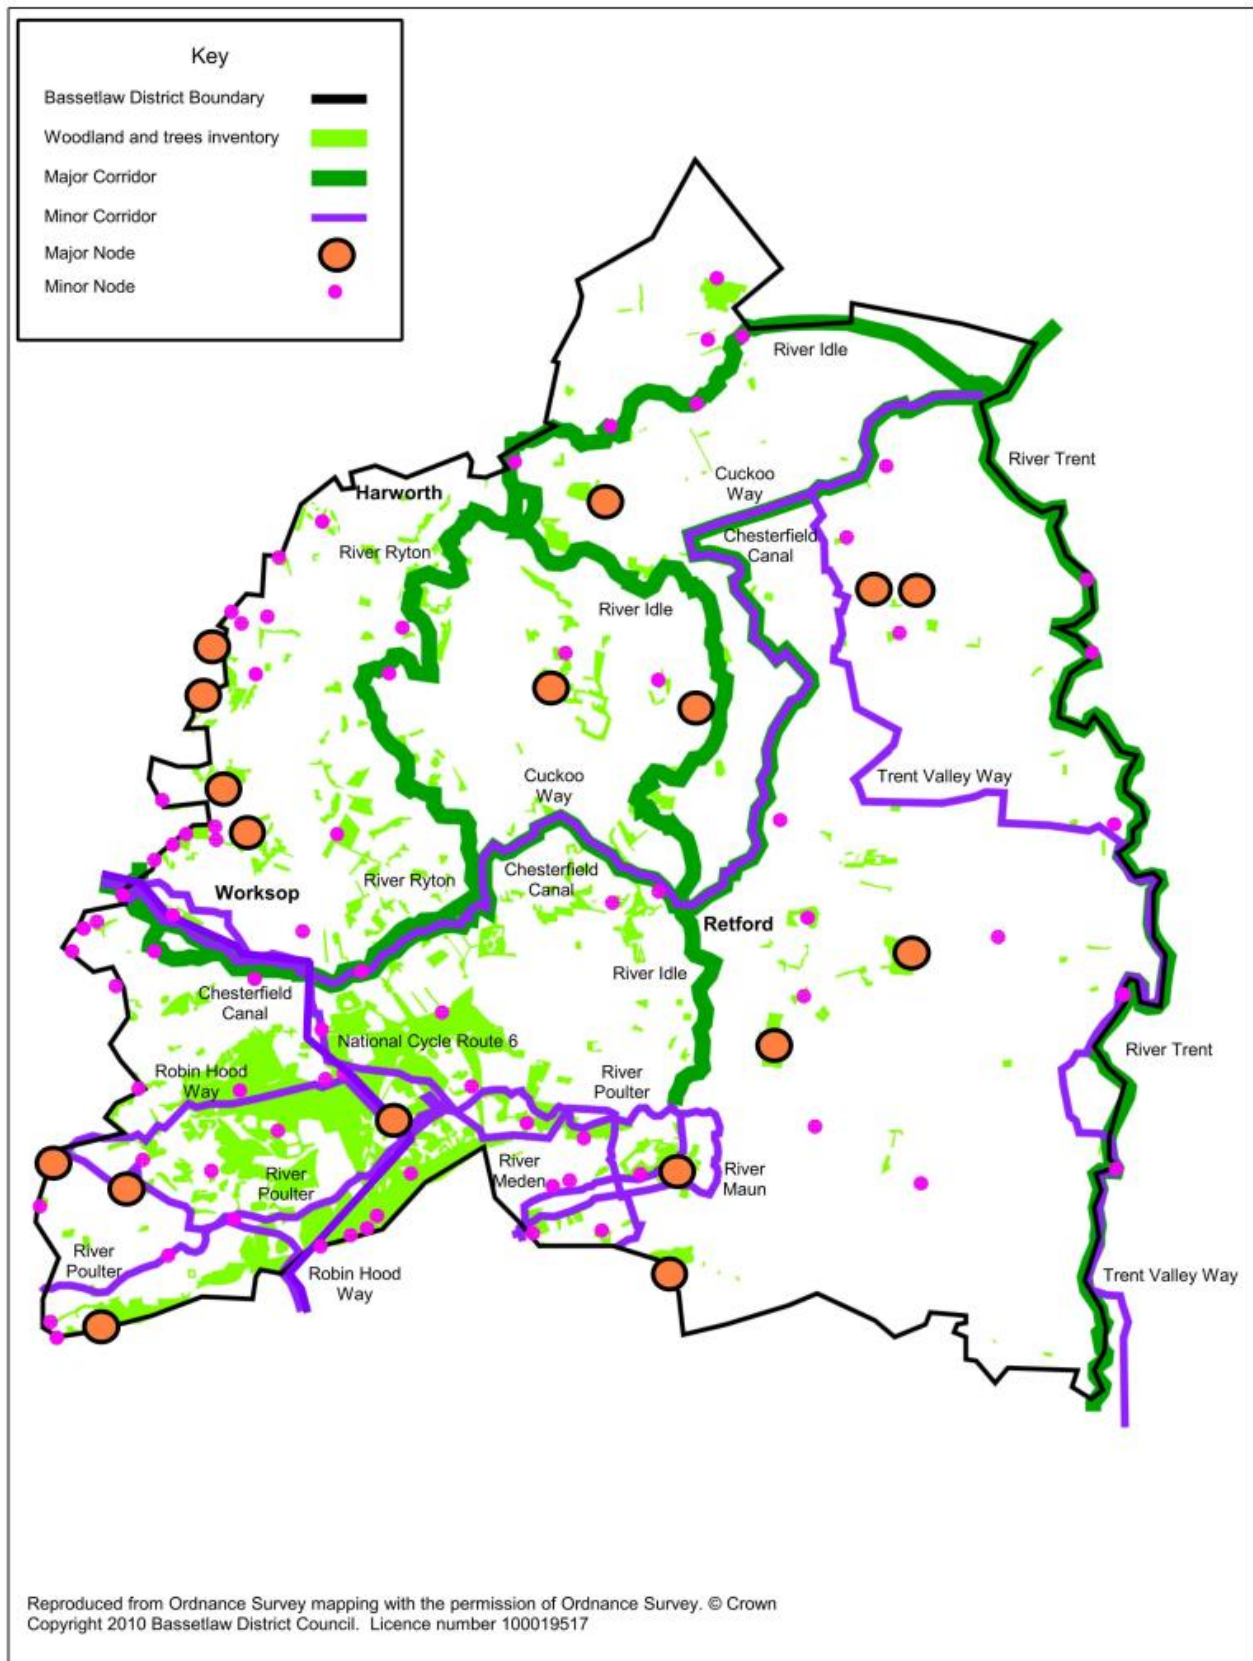 Key
Bassetlaw District Boundary
Woodland and trees inventory
Major Corridor
Minor Corridor
Major Node
Minor Node
River Idle
River Trent
Cuckoo
Way
Harworth
Chesterfield
Canal
River Ryton
River Idle
Trent Valley Way
Cuckoo
Way
Chesterfield
Canal
River Ryton
Worksop
Retford
River Idle
Chesterfield
Canal
National Cycle Route 6
River Trent
Robin Hood
Way
River
Poulter
River
Meden
River
Maun
River
Poulter
River
Poulter
Robin Hood
Way
Trent Valley Way
Reproduced from Ordnance Survey mapping with the permission of Ordnance Survey. © Crown
Copyright 2010 Bassetlaw District Council.  Licence number 100019517